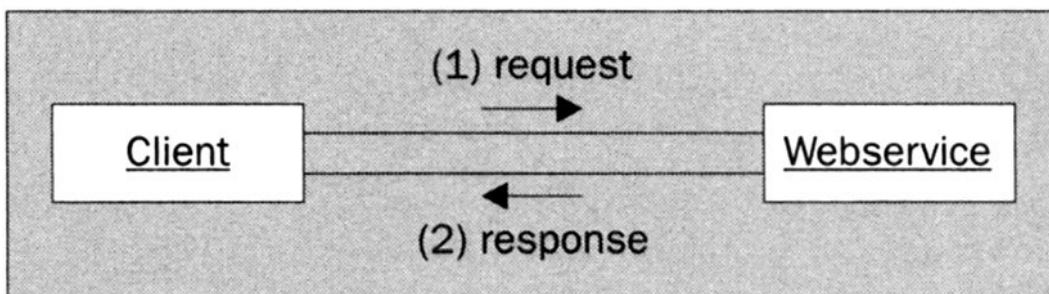 (1) request
Client
Webservice
(2) response